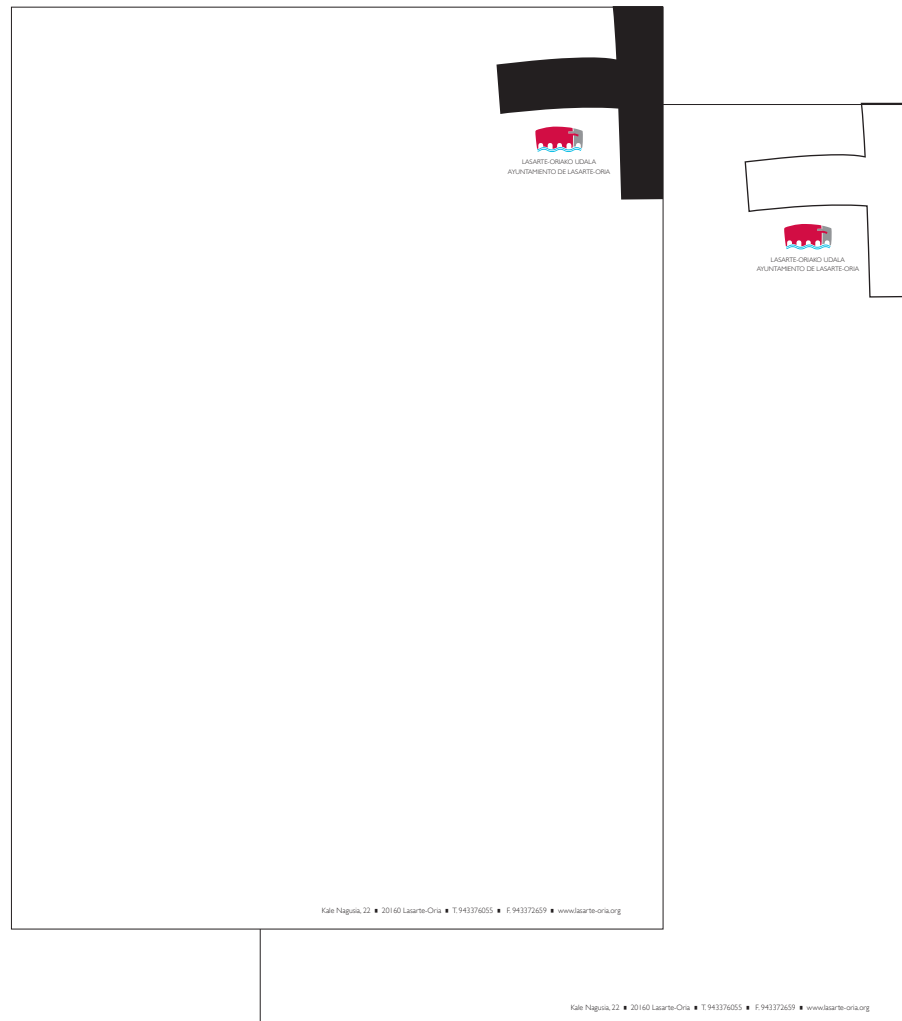 LASARTE-ORIAKO UDALA
AYUNTAMIENTO DE LASARTE-ORIA
LASARTE-ORIAKO UDALA
AYUNTAMIENTO DE LASARTE-ORIA
Kale Nagusia, 22 ■ 20160 Lasarte-Oria ■ T. 943376055 ■ F. 943372659 ■ www.lasarte-oria.org
Kale Nagusia, 22 ■ 20160 Lasarte-Oria ■ T. 943376055 ■ F. 943372659 ■ www.lasarte-oria.org